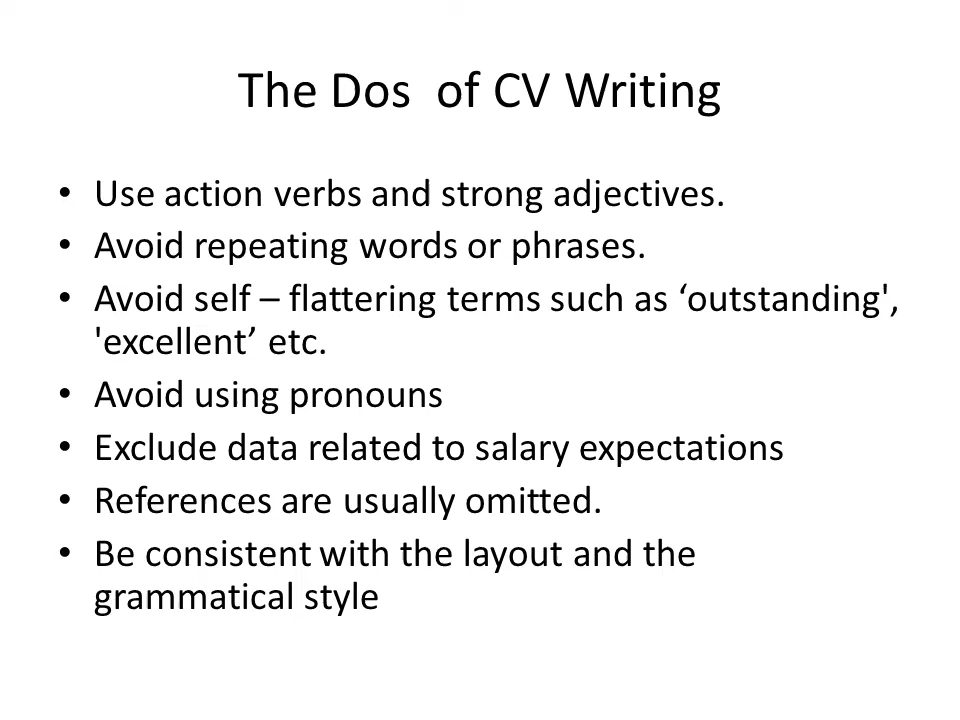 The Dos  of CV Writing
• Use action verbs and strong adjectives.
• Avoid repeating words or phrases.
• Avoid self – flattering terms such as ‘outstanding',
'excellent’ etc.
• Avoid using pronouns
• Exclude data related to salary expectations
• References are usually omitted.
• Be consistent with the layout and the
grammatical style